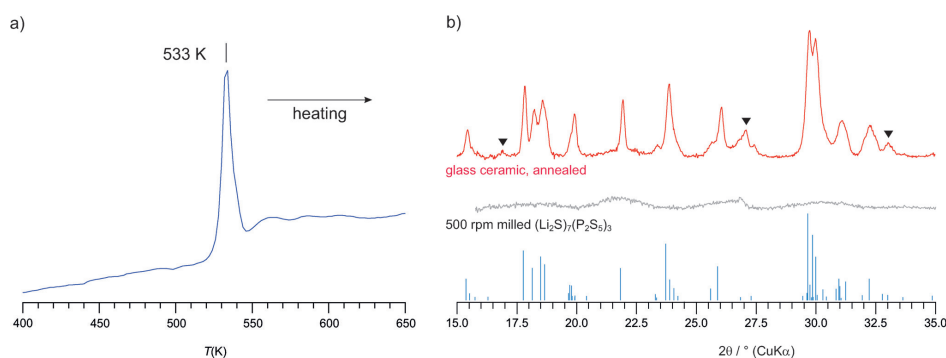 a)
533 K
heating
400
450
500
550
600
650
T(K)
b)
glass ceramic, annealed
500 rpm milled (Li₂S)₇(P₂S₅)₃
15.0
17.5
20.0
22.5
25.0
27.5
30.0
32.5
35.0
2θ / ° (CuKα)